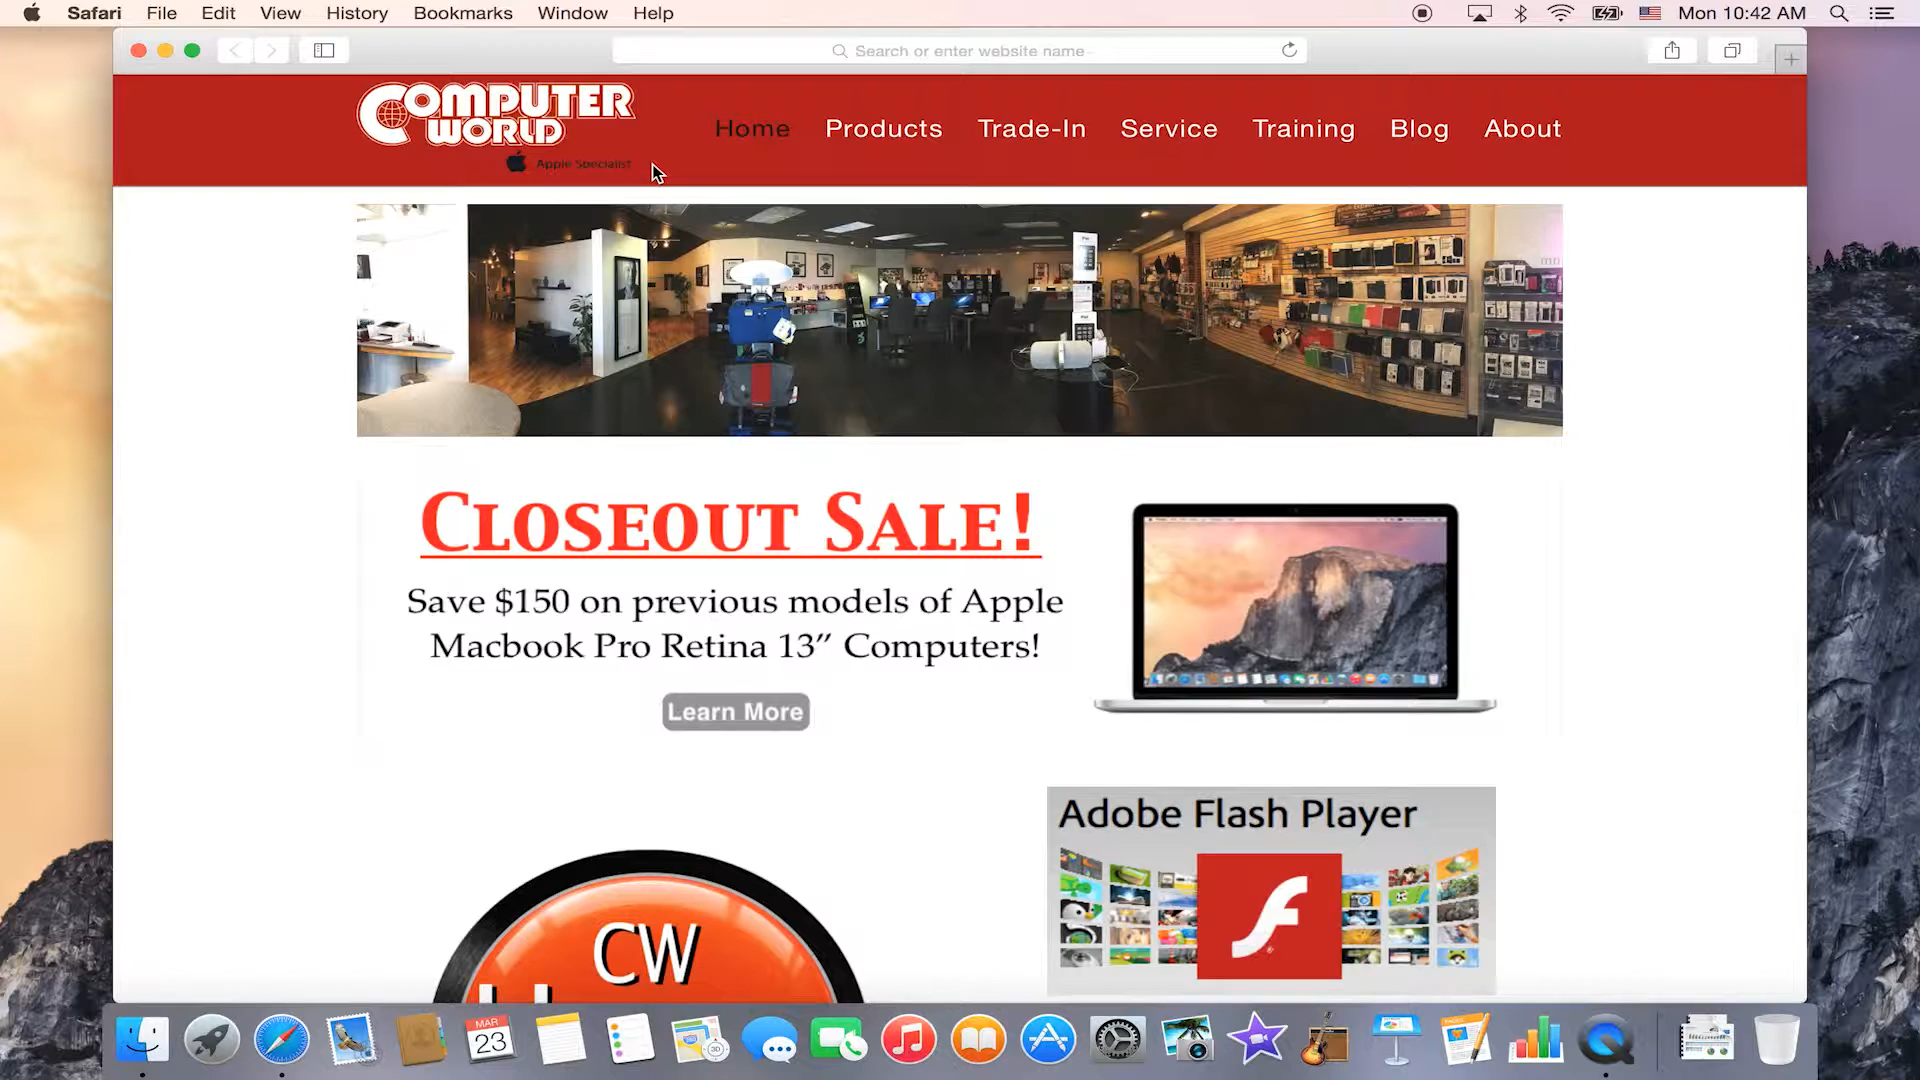 Safari File Edit View History Bookmarks Window Help
Mon 10:42 AM
Search or enter website name
COMPUTER
WORLD
Apple Specialist
Home Products Trade-In Service Training Blog About
CLOSEOUT SALE!
Save $150 on previous models of Apple
Macbook Pro Retina 13” Computers!
Learn More
Adobe Flash Player
CW
MAR
23
3D